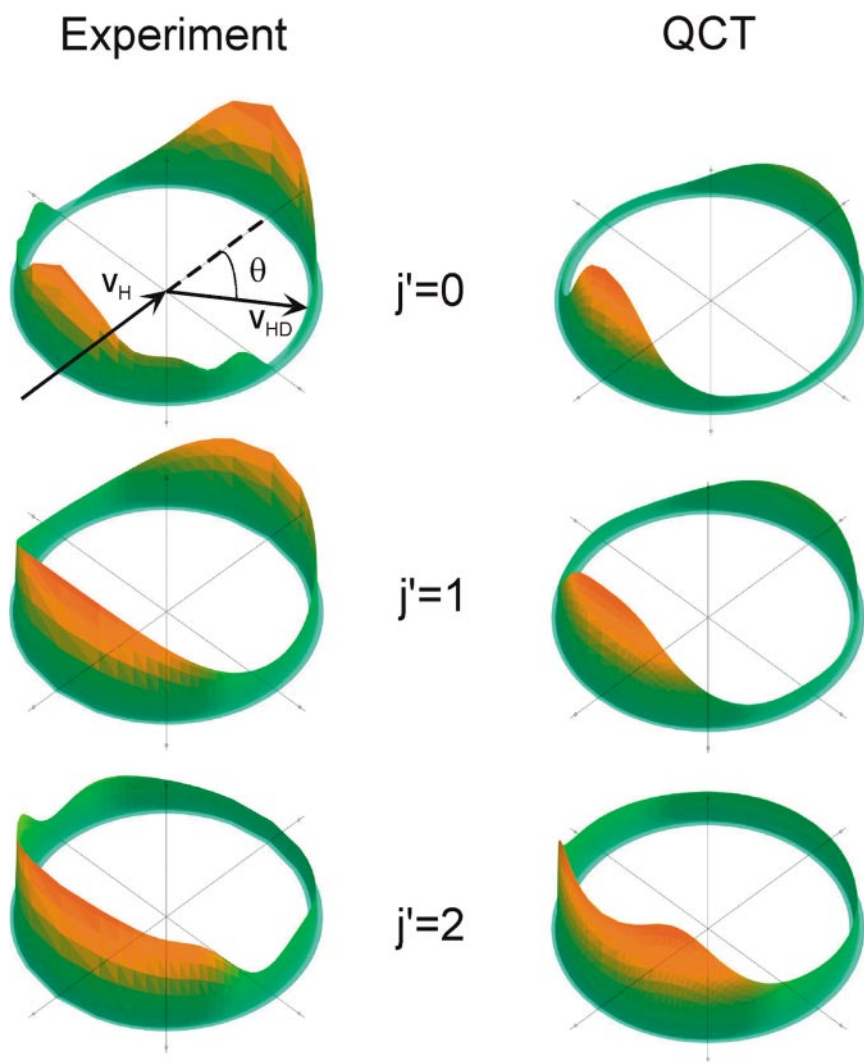 Experiment QCT
v_H
θ
v_HD
j'=0
j'=1
j'=2